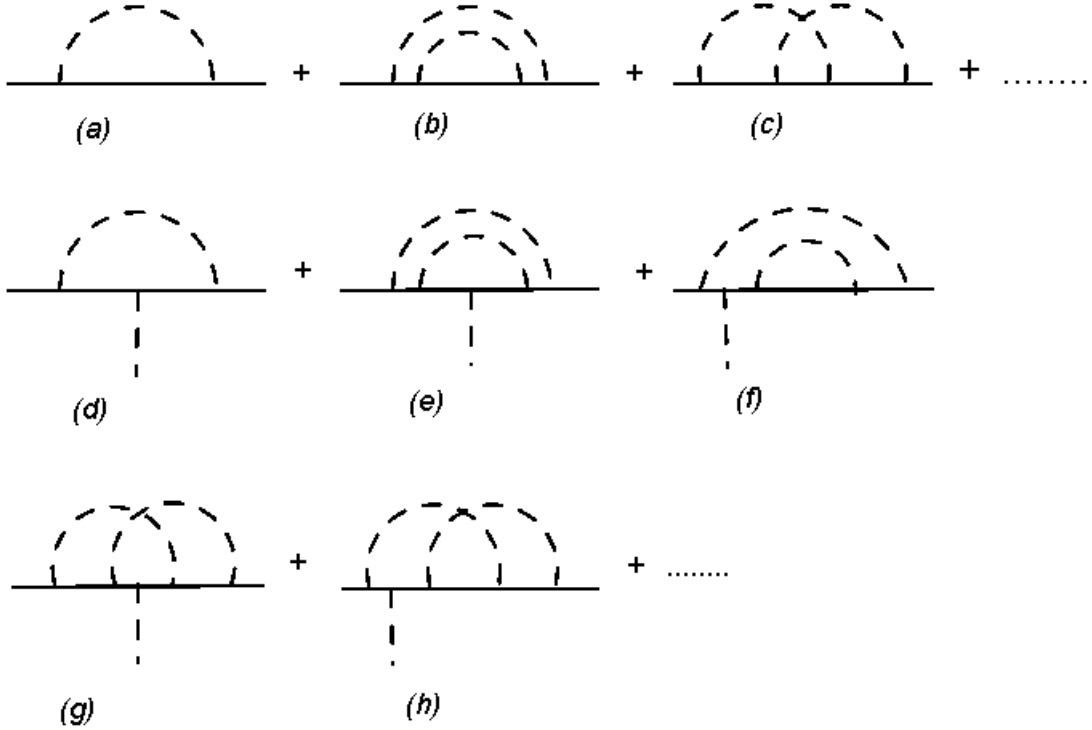 + + + ........
(a) (b) (c)
+ +
(d) (e) (f)
+ + ........
(g) (h)